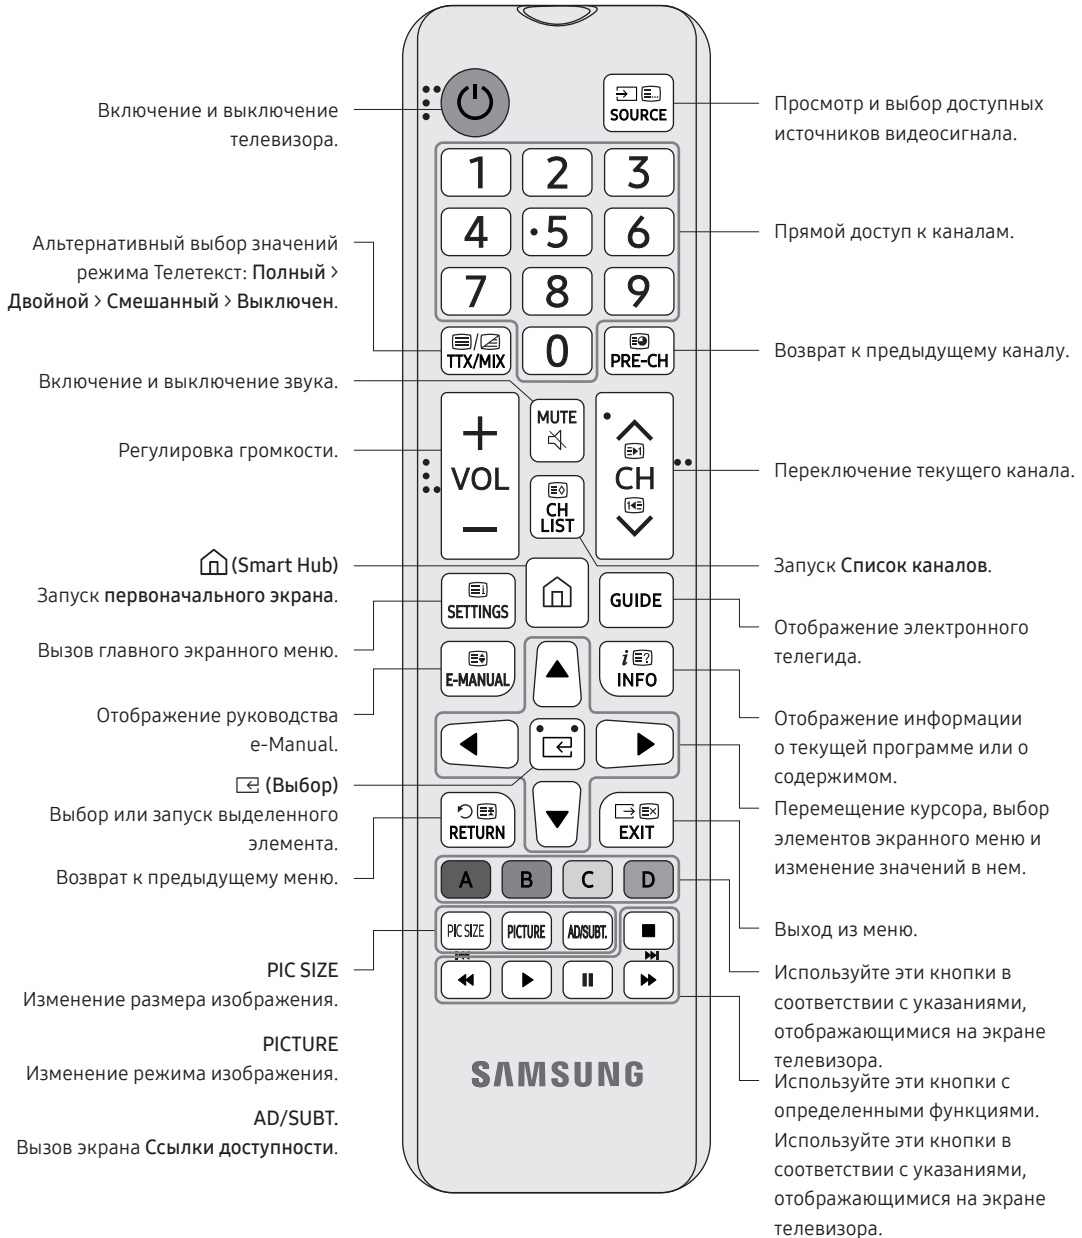 Включение и выключение
телевизора.
Альтернативный выбор значений
режима Телетекст: Полный >
Двойной > Смешанный > Выключен.
Включение и выключение звука.
Регулировка громкости.
(Smart Hub)
Запуск первоначального экрана.
Вызов главного экранного меню.
Отображение руководства
e-Manual.
(Выбор)
Выбор или запуск выделенного
элемента.
Возврат к предыдущему меню.
PIC SIZE
Изменение размера изображения.
PICTURE
Изменение режима изображения.
AD/SUBT.
Вызов экрана Ссылки доступности.
SOURCE
1 2 3
4 5 6
7 8 9
TTX/MIX 0 PRE-CH
MUTE
VOL
CH
CH
LIST
SETTINGS
GUIDE
E-MANUAL
INFO
RETURN
EXIT
A B C D
PIC SIZE PICTURE AD/SUBT.
SAMSUNG
Просмотр и выбор доступных
источников видеосигнала.
Прямой доступ к каналам.
Возврат к предыдущему каналу.
Переключение текущего канала.
Запуск Список каналов.
Отображение электронного
телегида.
Отображение информации
о текущей программе или о
содержимом.
Перемещение курсора, выбор
элементов экранного меню и
изменение значений в нем.
Выход из меню.
Используйте эти кнопки в
соответствии с указаниями,
отображающимися на экране
телевизора.
Используйте эти кнопки с
определенными функциями.
Используйте эти кнопки в
соответствии с указаниями,
отображающимися на экране
телевизора.